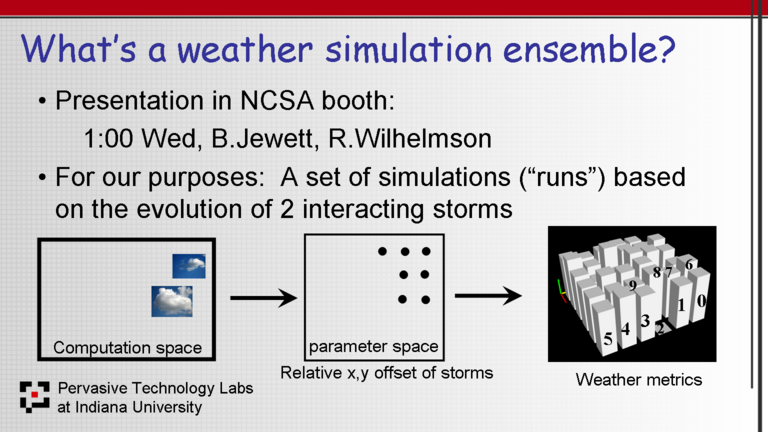 What's a weather simulation ensemble?
• Presentation in NCSA booth:
1:00 Wed, B.Jewett, R.Wilhelmson
• For our purposes: A set of simulations (“runs”) based
on the evolution of 2 interacting storms
Computation space
parameter space
Relative x,y offset of storms
6
8 7
9
1 0
5 4 3 2
Weather metrics
Pervasive Technology Labs
at Indiana University